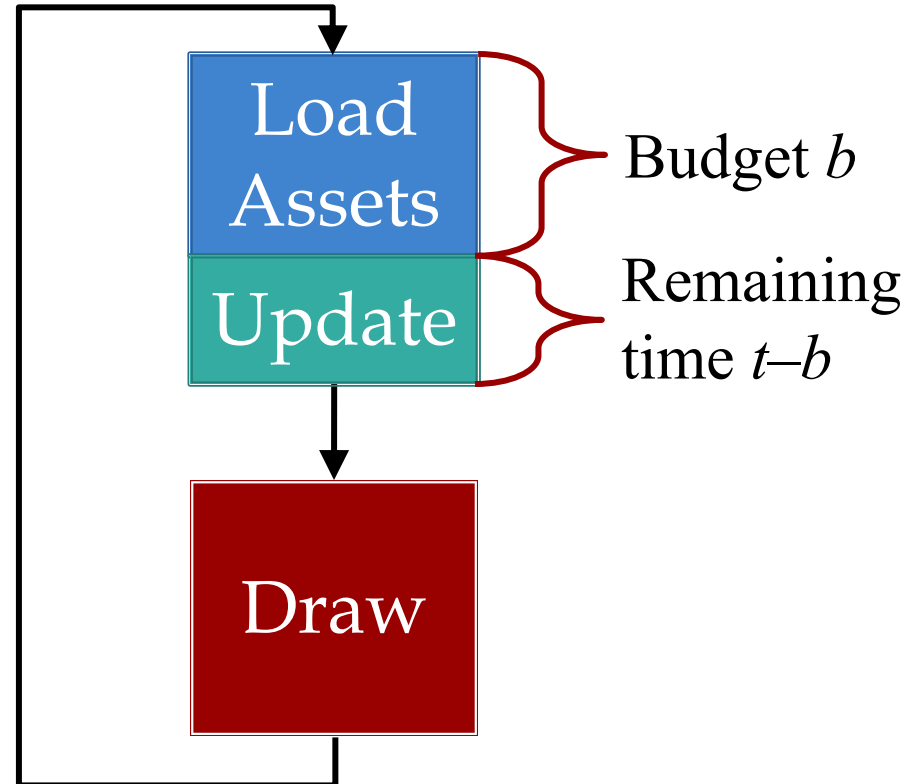 Load
Assets
Budget b
Update
Remaining
time t–b
Draw